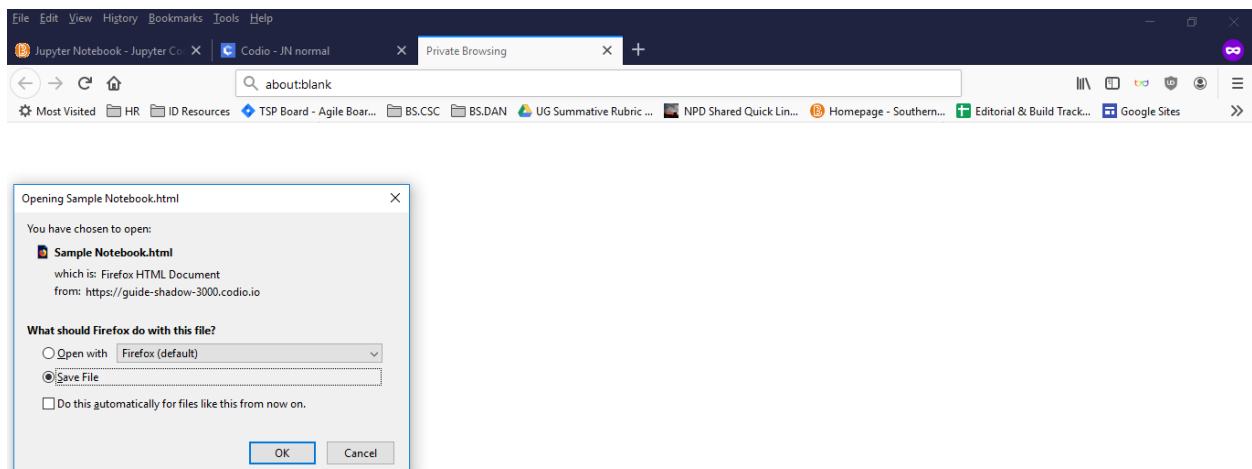 File Edit View History Bookmarks Tools Help
Jupyter Notebook - Jupyter Co Codio - JN normal Private Browsing
about:blank
Most Visited HR ID Resources TSP Board - Agile Boar... BS.CSC BS.DAN UG Summative Rubric ... NPD Shared Quick Lin... Homepage - Southern... Editorial & Build Track... Google Sites
Opening Sample Notebook.html
You have chosen to open:
Sample Notebook.html
which is: Firefox HTML Document
from: https://guide-shadow-3000.codio.io
What should Firefox do with this file?
Open with Firefox (default)
Save File
Do this automatically for files like this from now on.
OK Cancel